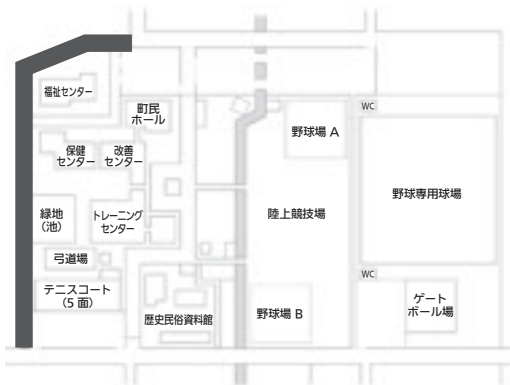 福祉センター
町民
ホール
WC
野球場 A
保健
センター
改善
センター
野球専用球場
緑地
（池）
トレーニング
センター
陸上競技場
弓道場
WC
テニスコート
（5 面）
歴史民俗資料館
野球場 B
ゲート
ボール場